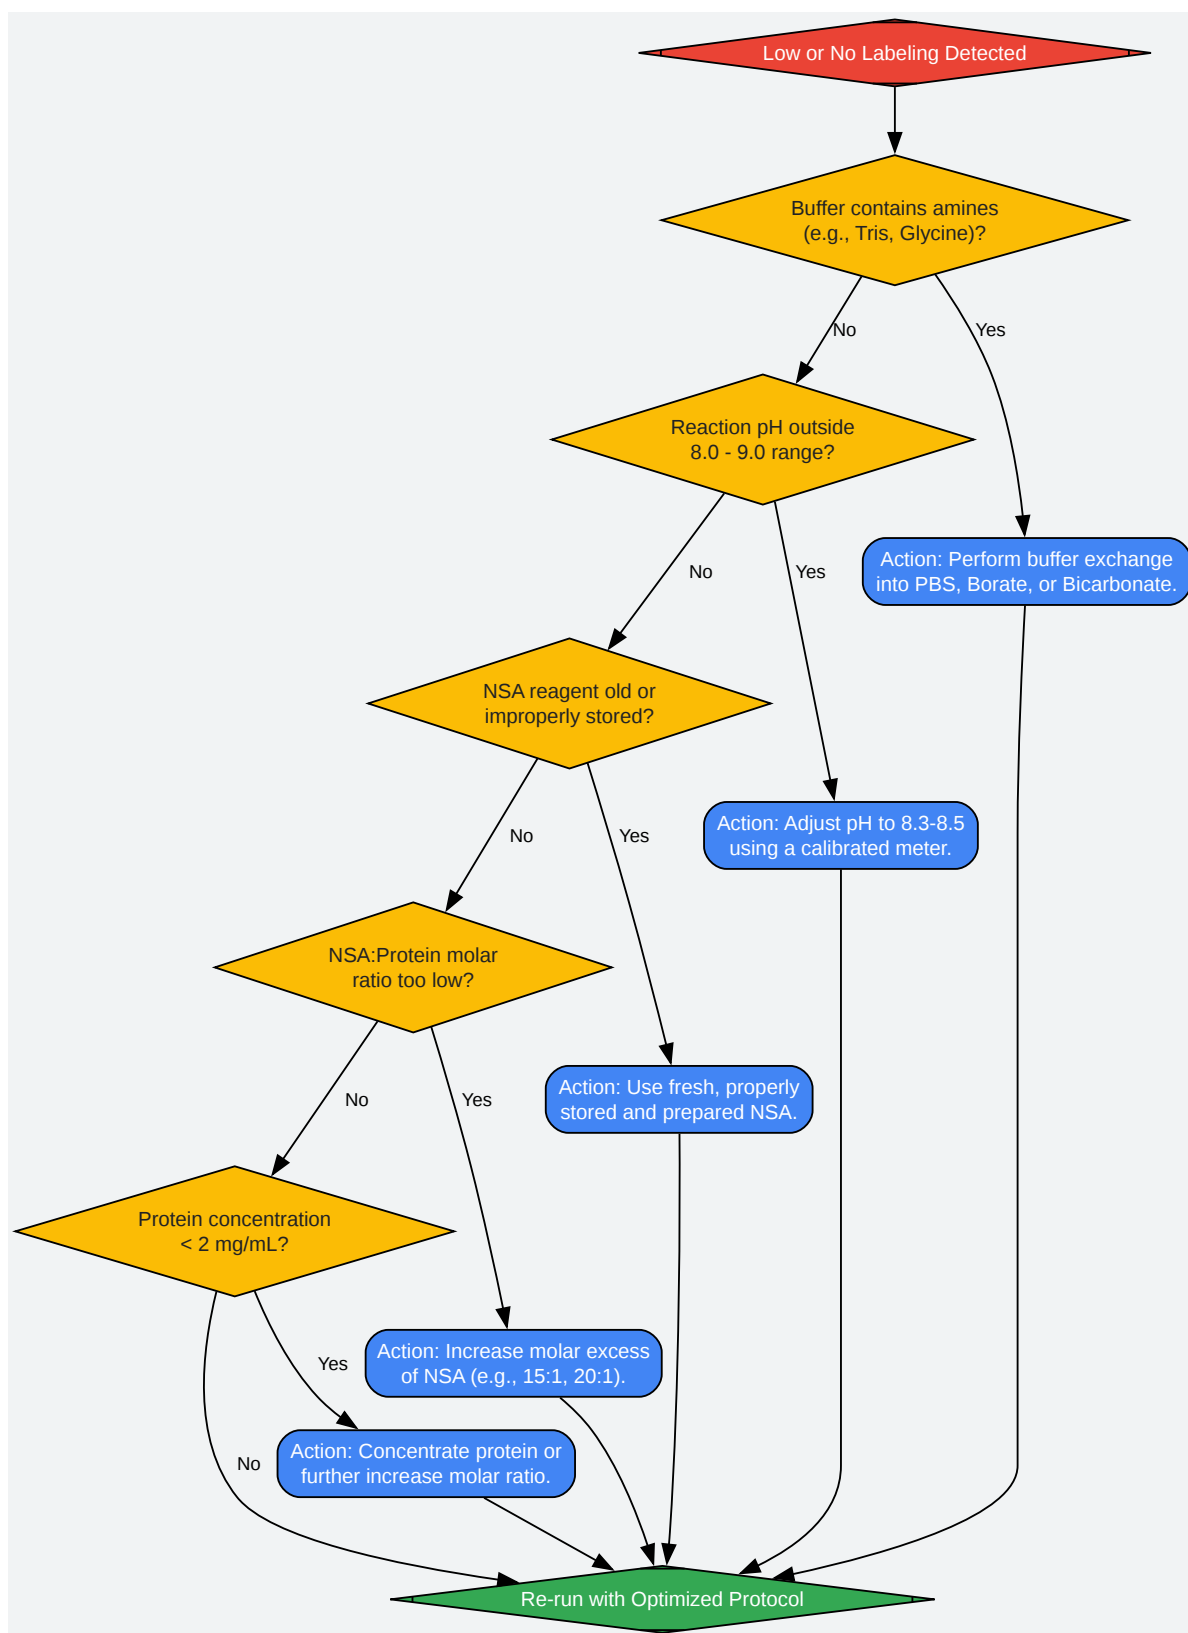 Low or No Labeling Detected
Buffer contains amines
(e.g., Tris, Glycine)?
No
Yes
Reaction pH outside
8.0 - 9.0 range?
Action: Perform buffer exchange
into PBS, Borate, or Bicarbonate.
No
Yes
NSA reagent old or
improperly stored?
Action: Adjust pH to 8.3-8.5
using a calibrated meter.
No
Yes
NSA:Protein molar
ratio too low?
Action: Use fresh, properly
stored and prepared NSA.
No
Yes
Protein concentration
< 2 mg/mL?
Action: Increase molar excess
of NSA (e.g., 15:1, 20:1).
Yes
No
Action: Concentrate protein or
further increase molar ratio.
Re-run with Optimized Protocol